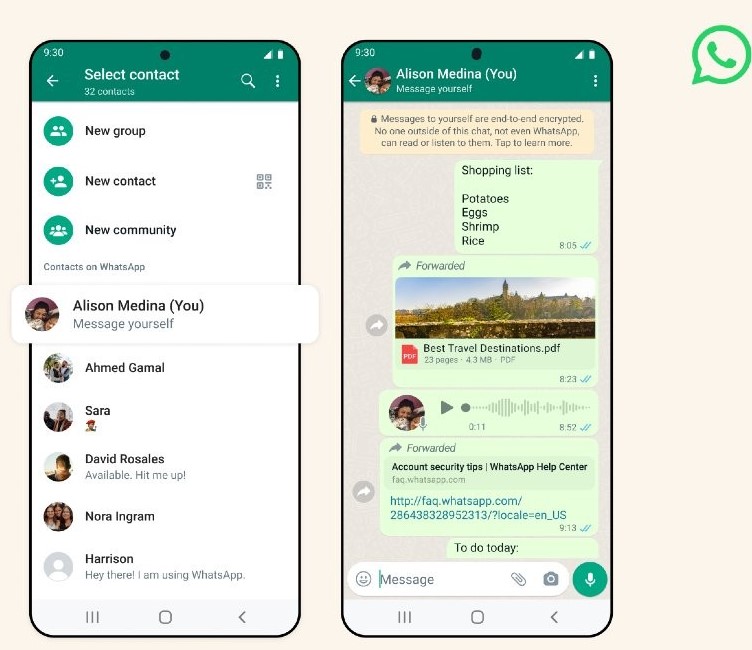 9:30
Select contact
32 contacts
New group
New contact
New community
Contacts on WhatsApp
Alison Medina (You)
Message yourself
Ahmed Gamal
Sara
David Rosales
Available. Hit me up!
Nora Ingram
Harrison
Hey there! I am using WhatsApp.
9:30
Alison Medina (You)
Message yourself
Messages to yourself are end-to-end encrypted.
No one outside of this chat, not even WhatsApp,
can read or listen to them. Tap to learn more.
Shopping list:
Potatoes
Eggs
Shrimp
Rice
8:05
Forwarded
PDF
Best Travel Destinations.pdf
23 pages · 4.3 MB · PDF
8:23
0:11
8:52
Forwarded
Account security tips | WhatsApp Help Center
faq.whatsapp.com
http://faq.whatsapp.com/
286438328952313/?locale=en_US
9:13
To do today:
Message